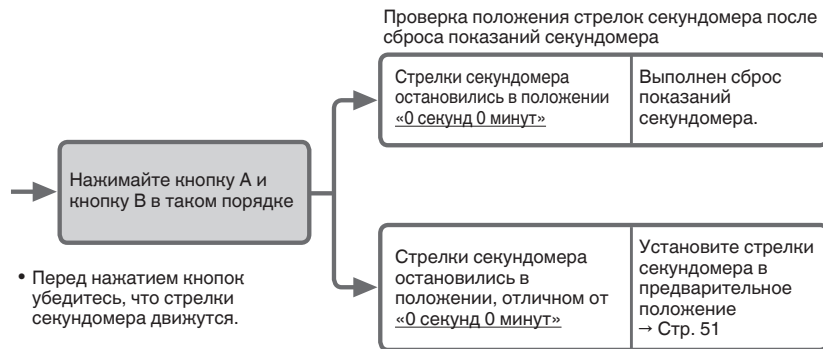 Проверка положения стрелок секундомера после
сброса показаний секундомера
Стрелки секундомера
остановились в положении
«0 секунд 0 минут»
Выполнен сброс
показаний
секундомера.
Нажимайте кнопку A и
кнопку B в таком порядке
• Перед нажатием кнопок
убедитесь, что стрелки
секундомера движутся.
Стрелки секундомера
остановились в
положении, отличном от
«0 секунд 0 минут»
Установите стрелки
секундомера в
предварительное
положение
→ Стр. 51